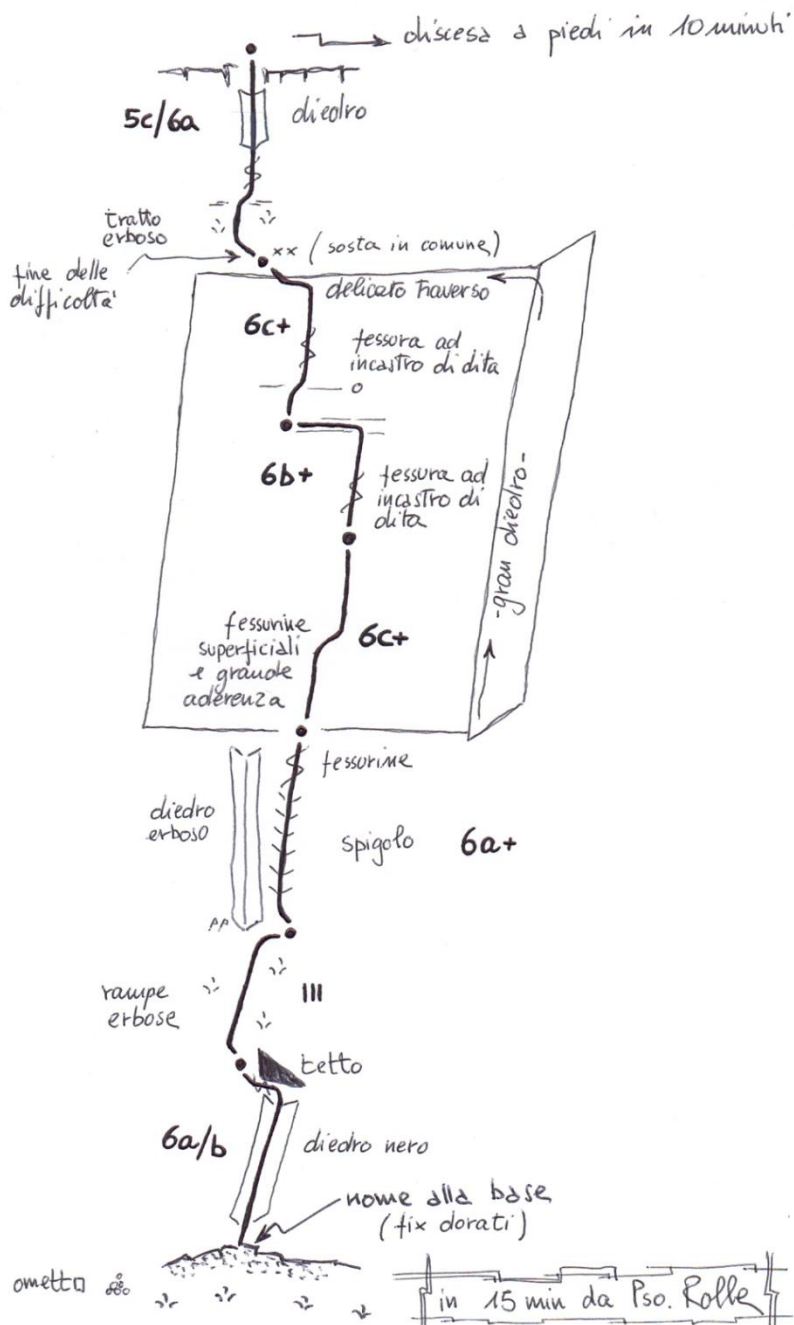 discesa a piedi in 10 minuti
5c/6a
diedro
tratto
erboso
xx (sosta in comune)
fine delle
difficoltà
delicato traverso
6c+
fessura ad
incastro di dita
6b+
fessura ad
incastro di
dita
-gran diedro-
fessurine
superficiali
e grande
aderenza
6c+
fessurine
diedro
erboso
spigolo
6a+
rampe
erbose
III
tetto
6a/b
diedro nero
nome alla base
(fix dorati)
ometto
in 15 min da Pso. Rolle